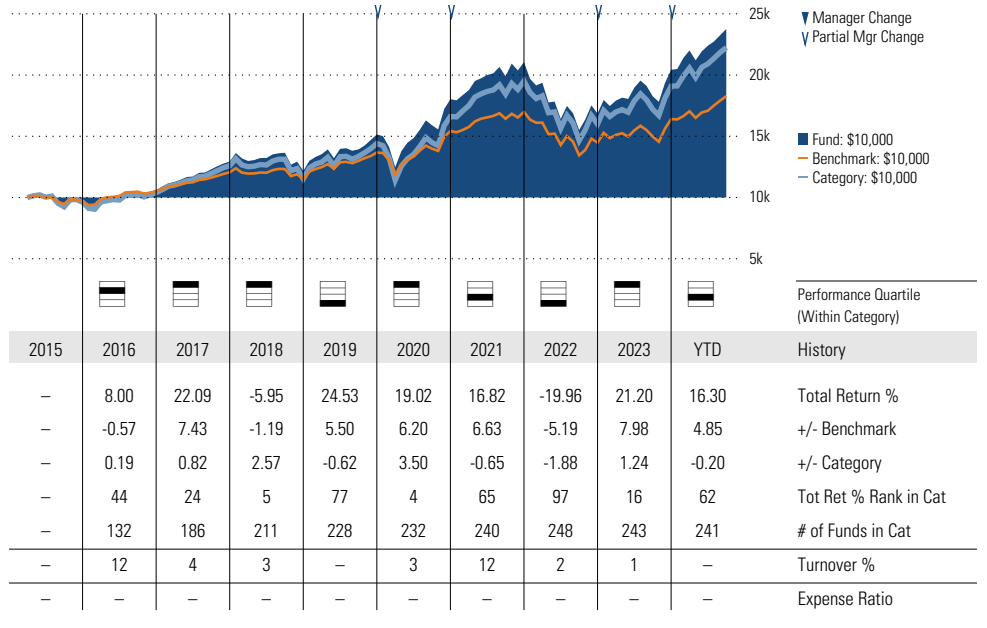 25k
20k
15k
10k
5k
Manager Change
Partial Mgr Change
Fund: $10,000
Benchmark: $10,000
Category: $10,000
Performance Quartile
(Within Category)
2015 2016 2017 2018 2019 2020 2021 2022 2023 YTD History
– 8.00 22.09 -5.95 24.53 19.02 16.82 -19.96 21.20 16.30 Total Return %
– -0.57 7.43 -1.19 5.50 6.20 6.63 -5.19 7.98 4.85 +/- Benchmark
– 0.19 0.82 2.57 -0.62 3.50 -0.65 -1.88 1.24 -0.20 +/- Category
– 44 24 5 77 4 65 97 16 62 Tot Ret % Rank in Cat
– 132 186 211 228 232 240 248 243 241 # of Funds in Cat
– 12 4 3 – 3 12 2 1 – Turnover %
– – – – – – – – – – Expense Ratio